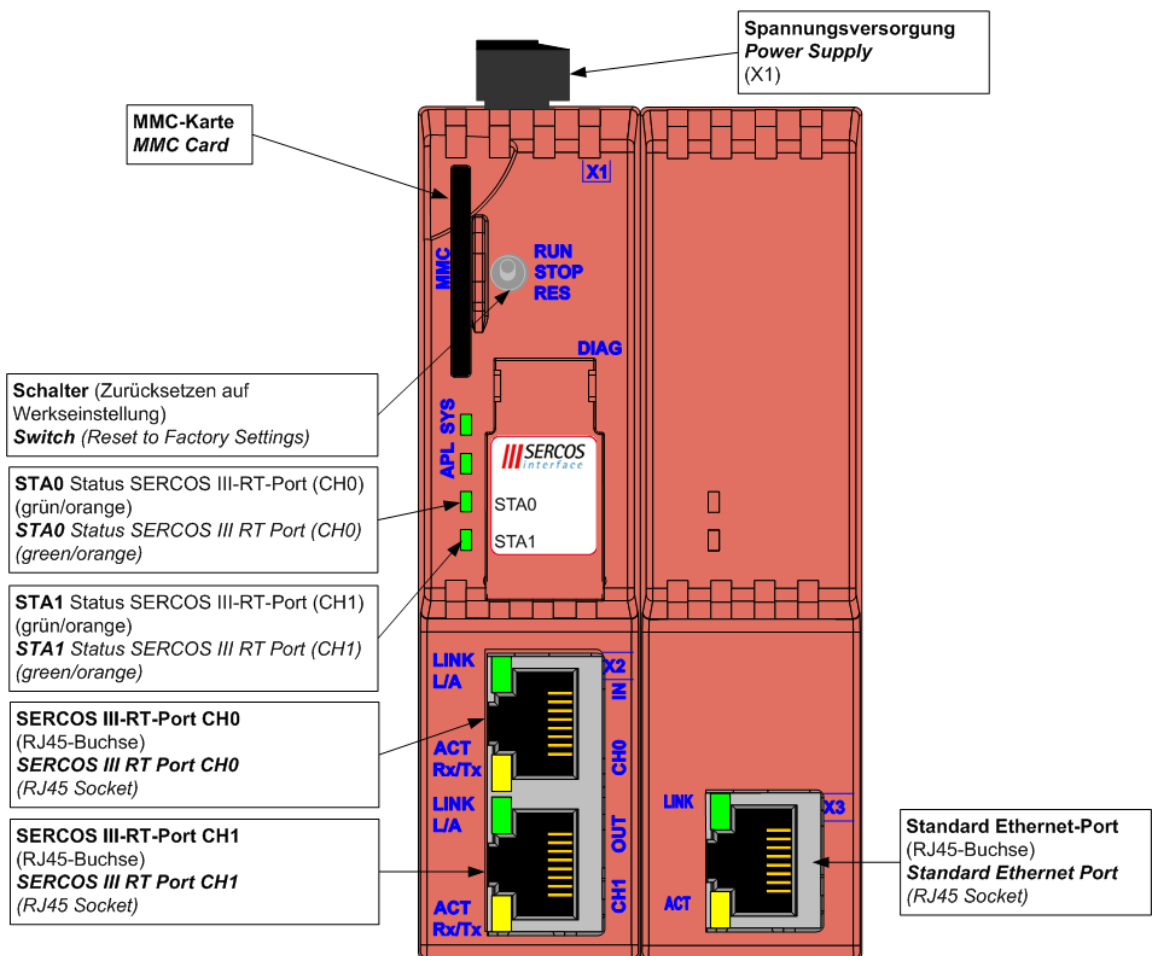 Spannungsversorgung
Power Supply
(X1)
MMC-Karte
MMC Card
X1
MMC
RUN
STOP
RES
DIAG
Schalter (Zurücksetzen auf
Werkseinstellung)
Switch (Reset to Factory Settings)
SYS
APL
SERCOS
interface
STA0
STA1
STA0 Status SERCOS III-RT-Port (CH0)
(grün/orange)
STA0 Status SERCOS III RT Port (CH0)
(green/orange)
STA1 Status SERCOS III-RT-Port (CH1)
(grün/orange)
STA1 Status SERCOS III RT Port (CH1)
(green/orange)
LINK
L/A
X2
IN
ACT
Rx/Tx
CH0
SERCOS III-RT-Port CH0
(RJ45-Buchse)
SERCOS III RT Port CH0
(RJ45 Socket)
LINK
L/A
OUT
ACT
Rx/Tx
CH1
SERCOS III-RT-Port CH1
(RJ45-Buchse)
SERCOS III RT Port CH1
(RJ45 Socket)
LINK
X3
ACT
Standard Ethernet-Port
(RJ45-Buchse)
Standard Ethernet Port
(RJ45 Socket)